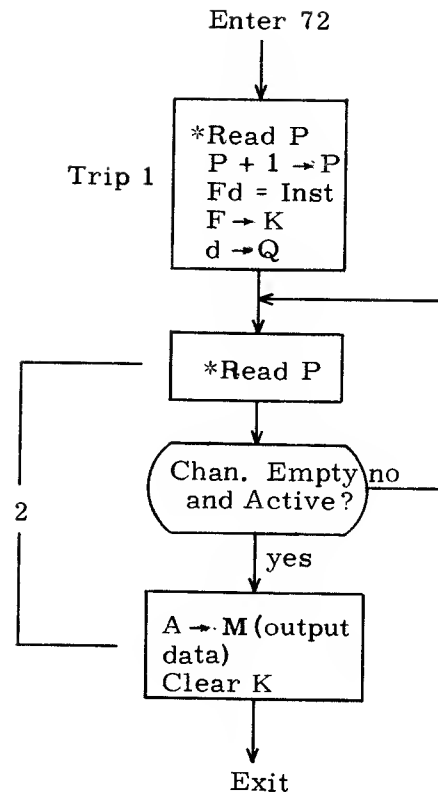 Enter 72
Trip 1
*Read P
P + 1 → P
Fd = Inst
F → K
d → Q
*Read P
2
Chan. Empty
and Active?
no
yes
A → M (output
data)
Clear K
Exit